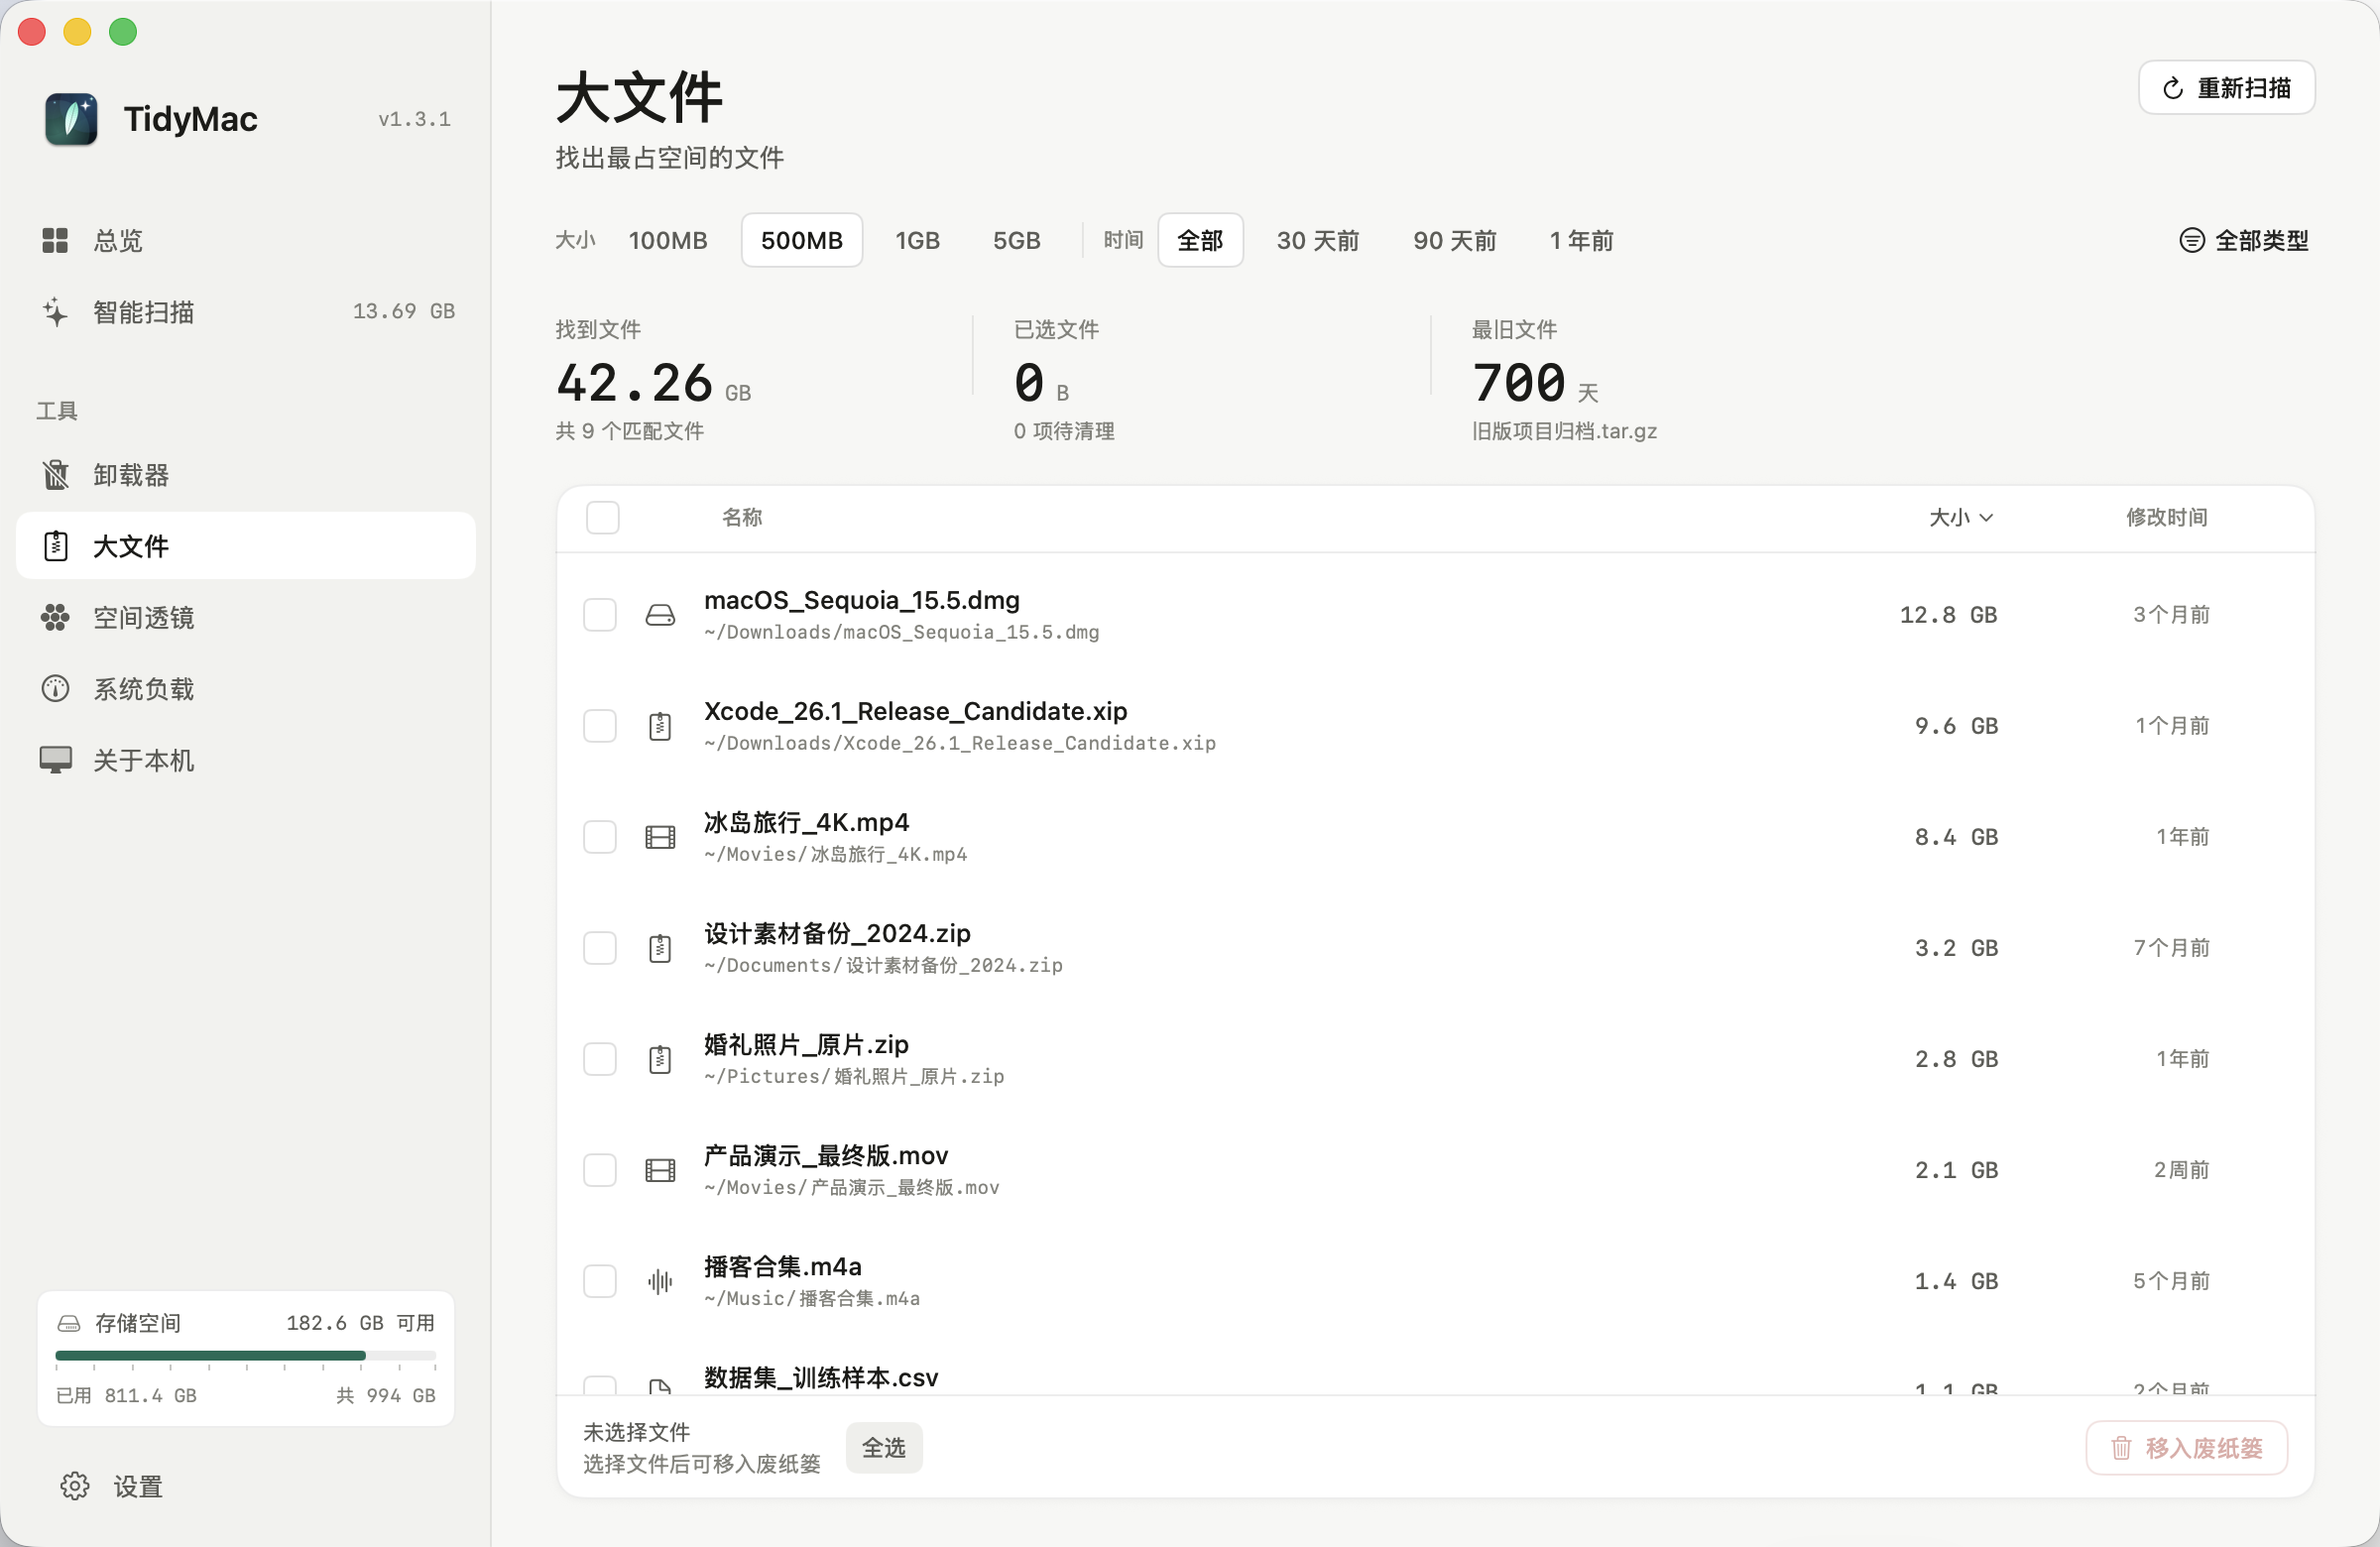 TidyMac
v1.3.1
总览
智能扫描 13.69 GB
工具
卸载器
大文件
空间透镜
系统负载
关于本机
存储空间 182.6 GB 可用
已用 811.4 GB 共 994 GB
设置
大文件
找出最占空间的文件
重新扫描
大小 100MB 500MB 1GB 5GB 时间 全部 30 天前 90 天前 1 年前 全部类型
找到文件
42.26 GB
共 9 个匹配文件
已选文件
0 B
0 项待清理
最旧文件
700 天
旧版项目归档.tar.gz
名称 大小 修改时间
macOS_Sequoia_15.5.dmg
~/Downloads/macOS_Sequoia_15.5.dmg
12.8 GB 3个月前
Xcode_26.1_Release_Candidate.xip
~/Downloads/Xcode_26.1_Release_Candidate.xip
9.6 GB 1个月前
冰岛旅行_4K.mp4
~/Movies/冰岛旅行_4K.mp4
8.4 GB 1年前
设计素材备份_2024.zip
~/Documents/设计素材备份_2024.zip
3.2 GB 7个月前
婚礼照片_原片.zip
~/Pictures/婚礼照片_原片.zip
2.8 GB 1年前
产品演示_最终版.mov
~/Movies/产品演示_最终版.mov
2.1 GB 2周前
播客合集.m4a
~/Music/播客合集.m4a
1.4 GB 5个月前
数据集_训练样本.csv
1.1 GB 2个月前
未选择文件
选择文件后可移入废纸篓
全选
移入废纸篓